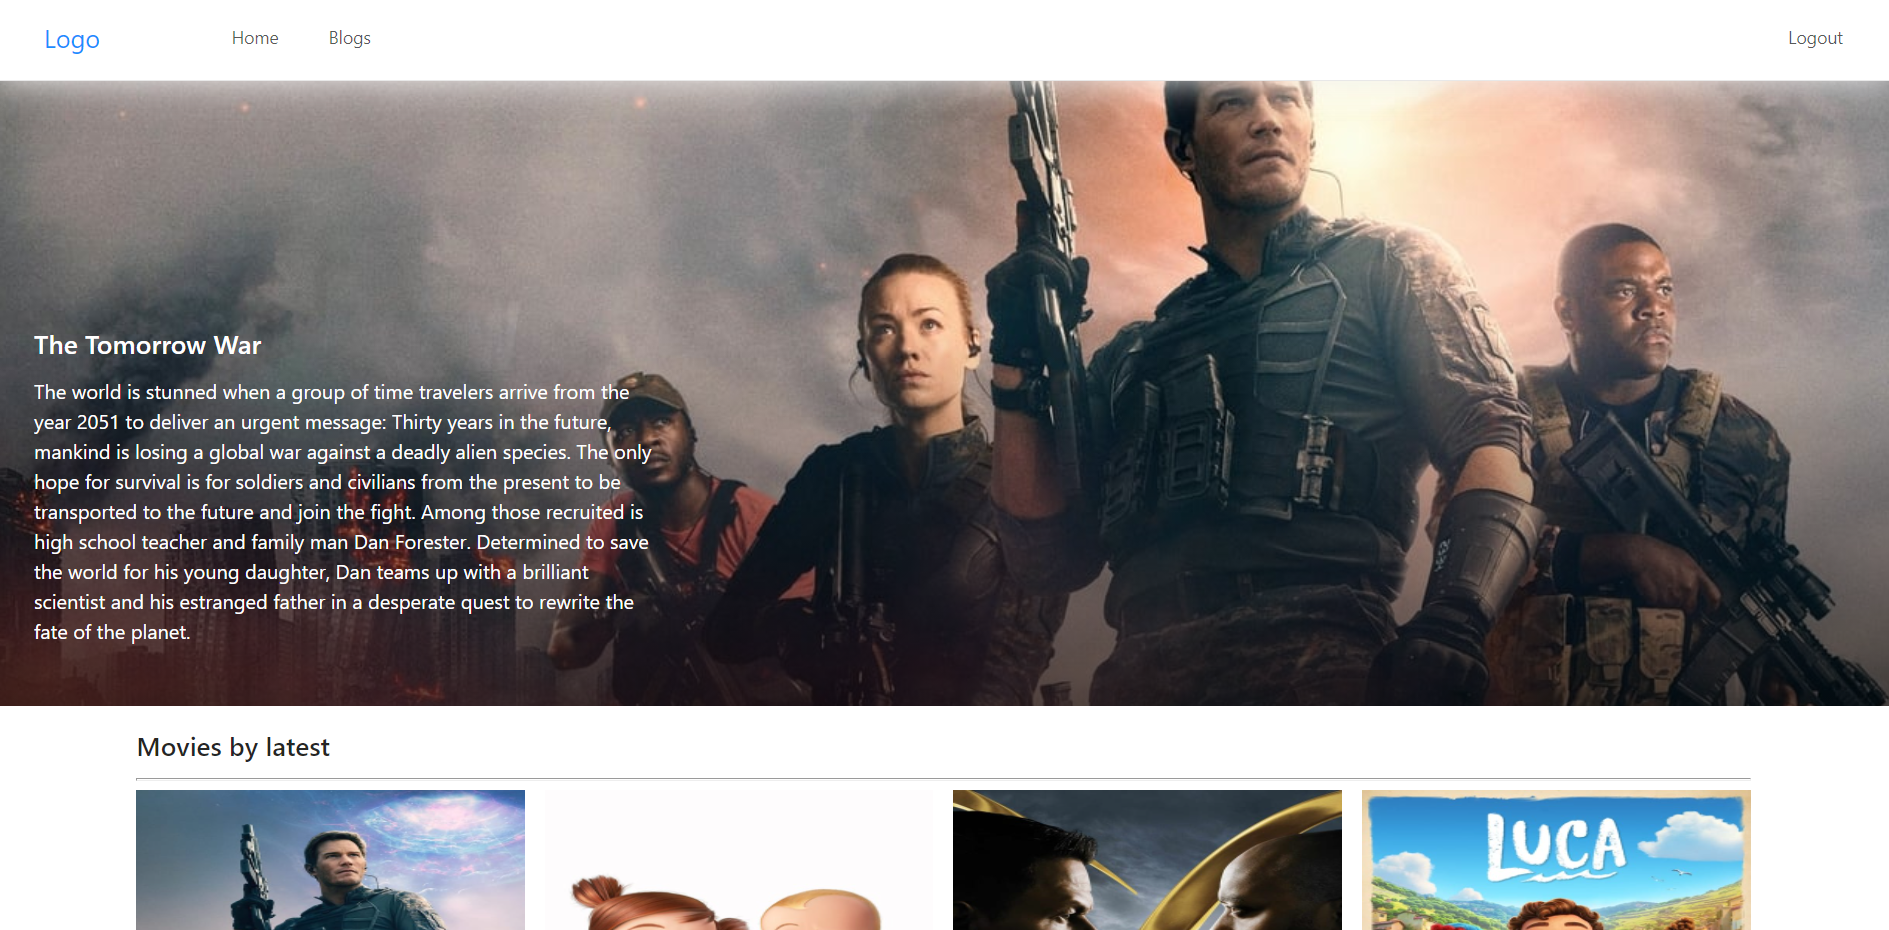 Logo
Home
Blogs
Logout
The Tomorrow War
The world is stunned when a group of time travelers arrive from the
year 2051 to deliver an urgent message: Thirty years in the future,
mankind is losing a global war against a deadly alien species. The only
hope for survival is for soldiers and civilians from the present to be
transported to the future and join the fight. Among those recruited is
high school teacher and family man Dan Forester. Determined to save
the world for his young daughter, Dan teams up with a brilliant
scientist and his estranged father in a desperate quest to rewrite the
fate of the planet.
Movies by latest
LUCA